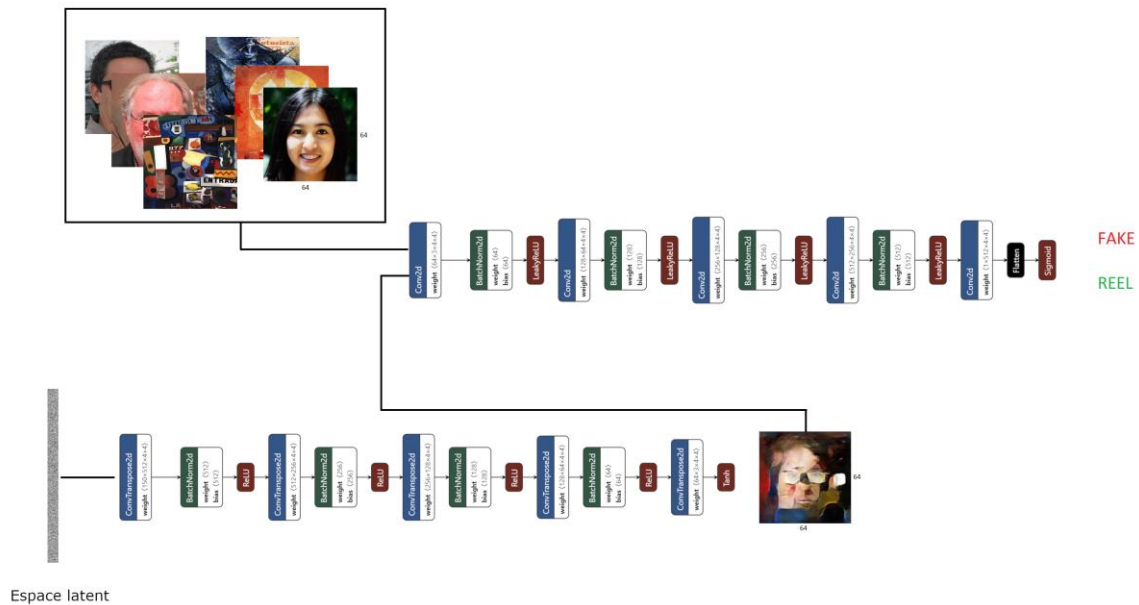 Futurista
ENTRADA
LA
64
64
Conv2d
weight ⟨64×3×4×4⟩
BatchNorm2d
weight ⟨64⟩
bias ⟨64⟩
LeakyReLU
Conv2d
weight ⟨128×64×4×4⟩
BatchNorm2d
weight ⟨128⟩
bias ⟨128⟩
LeakyReLU
Conv2d
weight ⟨256×128×4×4⟩
BatchNorm2d
weight ⟨256⟩
bias ⟨256⟩
LeakyReLU
Conv2d
weight ⟨512×256×4×4⟩
BatchNorm2d
weight ⟨512⟩
bias ⟨512⟩
LeakyReLU
Conv2d
weight ⟨1×512×4×4⟩
Flatten
Sigmoid
FAKE
REEL
ConvTranspose2d
weight ⟨150×512×4×4⟩
BatchNorm2d
weight ⟨512⟩
bias ⟨512⟩
ReLU
ConvTranspose2d
weight ⟨512×256×4×4⟩
BatchNorm2d
weight ⟨256⟩
bias ⟨256⟩
ReLU
ConvTranspose2d
weight ⟨256×128×4×4⟩
BatchNorm2d
weight ⟨128⟩
bias ⟨128⟩
ReLU
ConvTranspose2d
weight ⟨128×64×4×4⟩
BatchNorm2d
weight ⟨64⟩
bias ⟨64⟩
ReLU
ConvTranspose2d
weight ⟨64×3×4×4⟩
Tanh
64
64
Espace latent